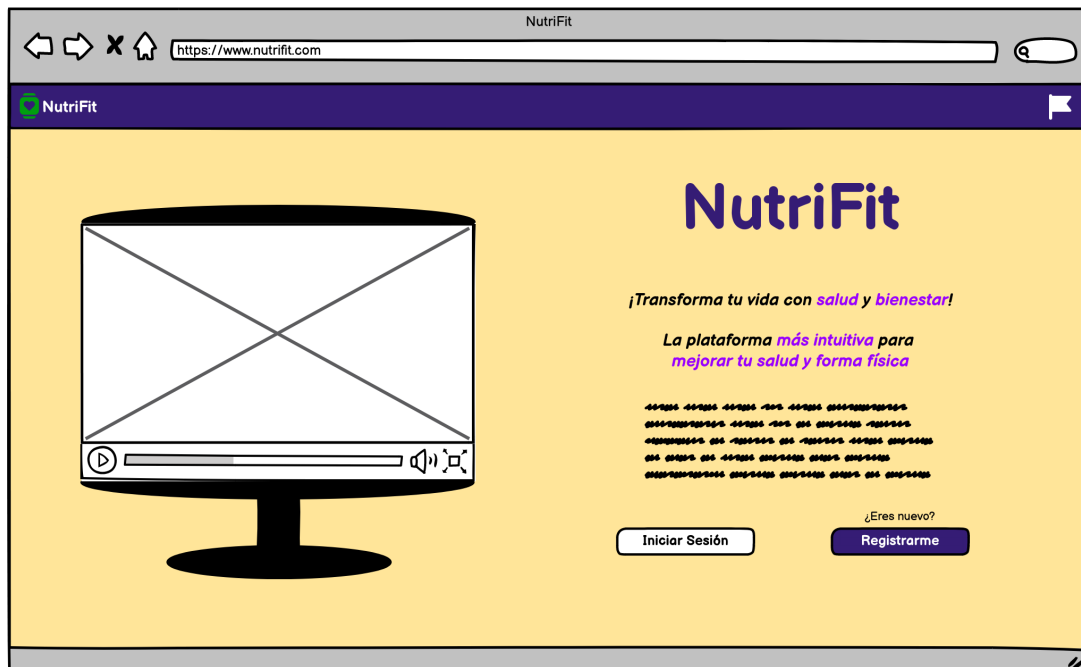 NutriFit
https://www.nutrifit.com
NutriFit
NutriFit
¡Transforma tu vida con salud y bienestar!
La plataforma más intuitiva para
mejorar tu salud y forma física
¿Eres nuevo?
Iniciar Sesión
Registrarme